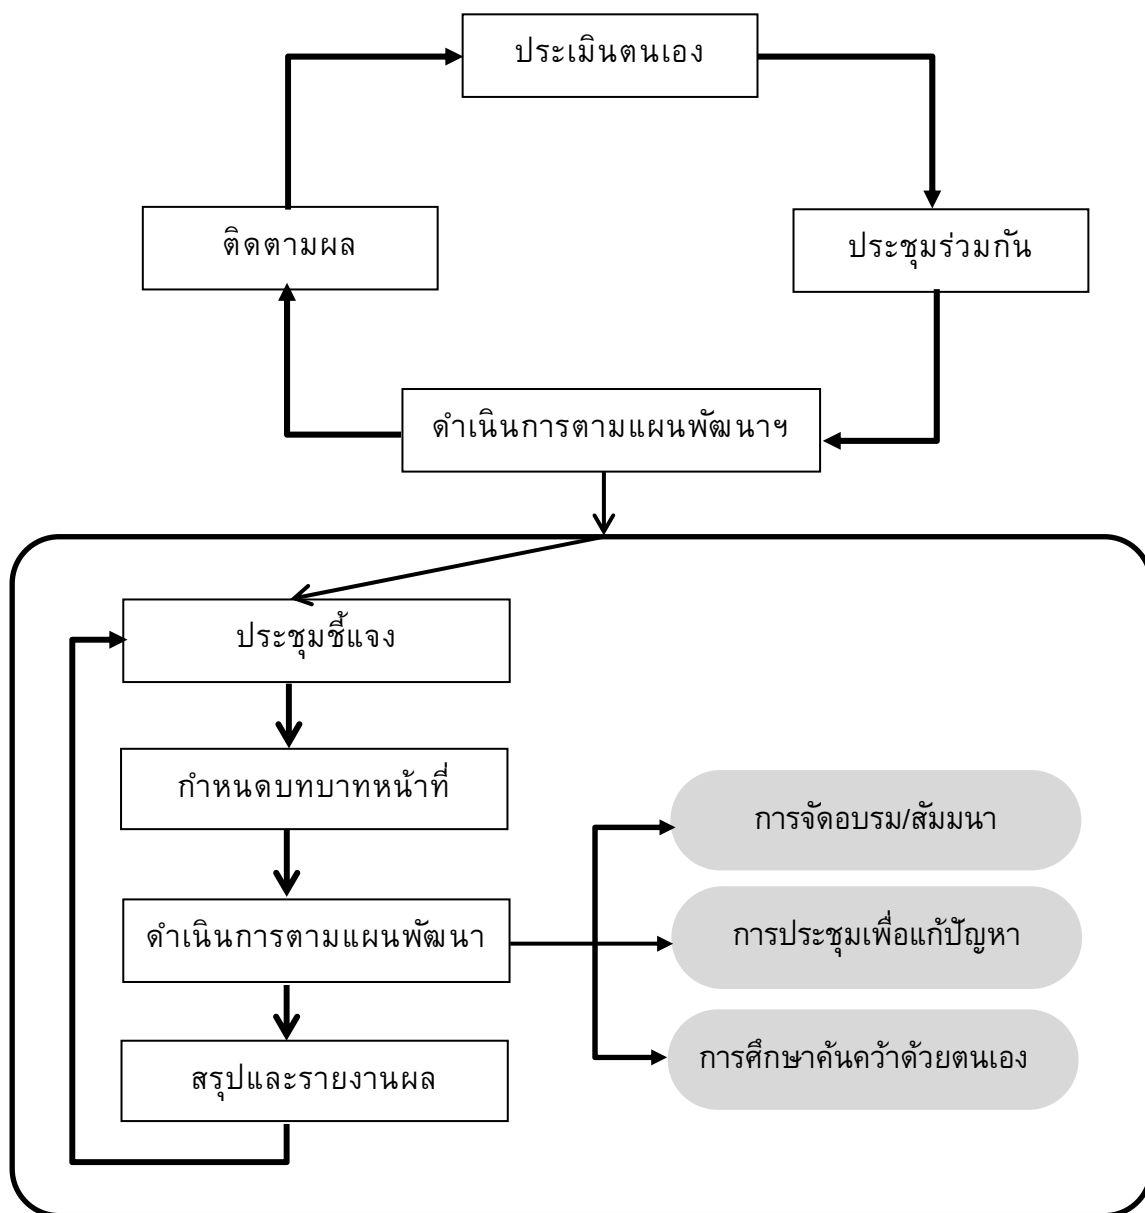 ประเมินตนเอง
ติดตามผล
ประชุมร่วมกัน
ดำเนินการตามแผนพัฒนาฯ
ประชุมชี้แจง
กำหนดบทบาทหน้าที่
การจัดอบรม/สัมมนา
ดำเนินการตามแผนพัฒนา
การประชุมเพื่อแก้ปัญหา
สรุปและรายงานผล
การศึกษาค้นคว้าด้วยตนเอง